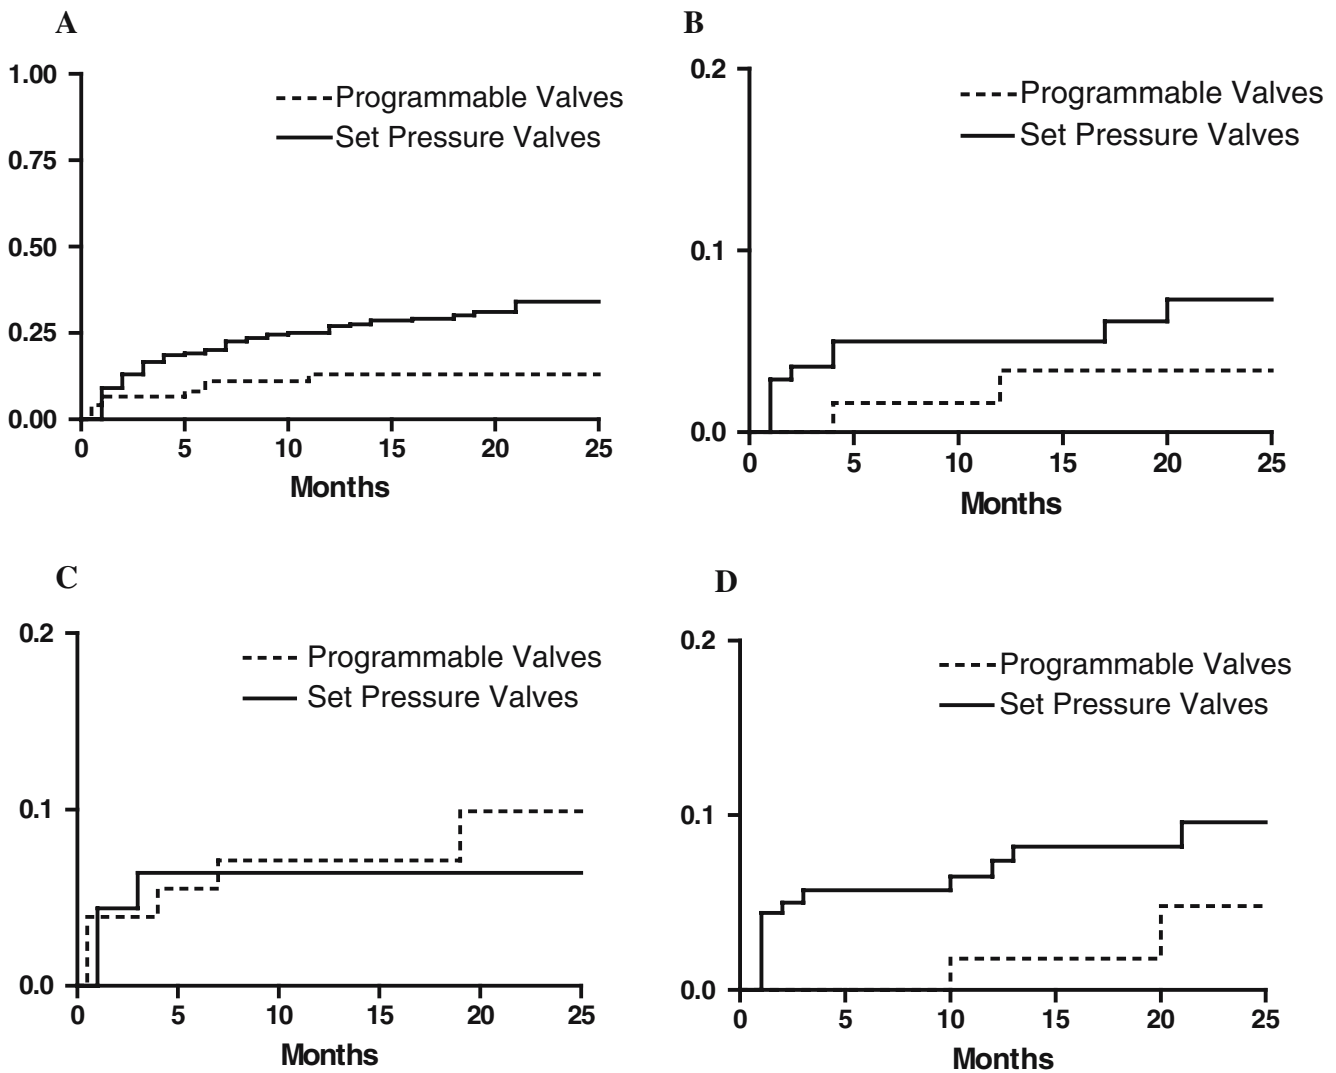 A
1.00
0.75
0.50
0.25
0.00
Programmable Valves
Set Pressure Valves
0 5 10 15 20 25
Months
B
0.2
0.1
0.0
Programmable Valves
Set Pressure Valves
0 5 10 15 20 25
Months
C
0.2
0.1
0.0
Programmable Valves
Set Pressure Valves
0 5 10 15 20 25
Months
D
0.2
0.1
0.0
Programmable Valves
Set Pressure Valves
0 5 10 15 20 25
Months